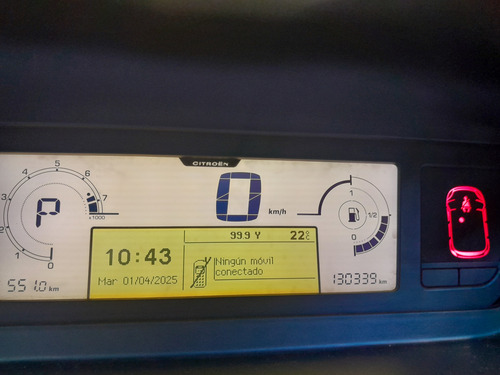 CITROËN
5
4
6
3
7
2
1
0
x1000
P
0
km/h
1
1/2
0
99.9 Y 22°C
10:43
Mar 01/04/2025
Ningún móvil
conectado
551.0 km
130339 km